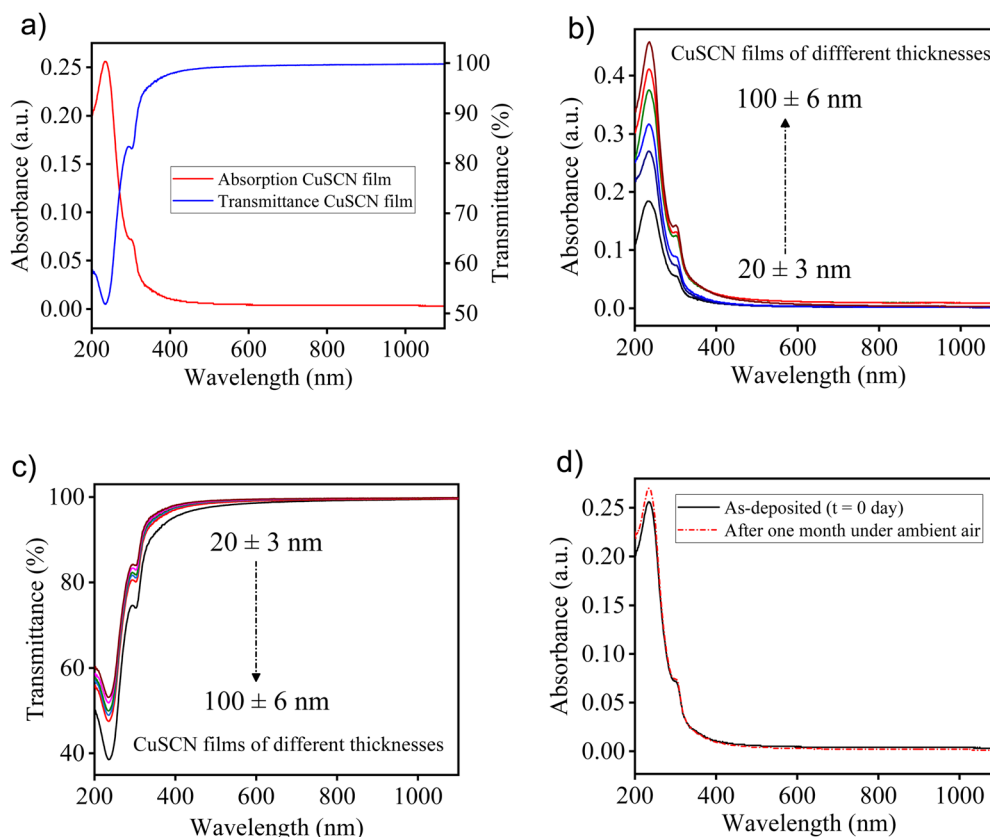 a)
0.25
0.20
0.15
0.10
0.05
0.00
Absorbance (a.u.)
100
90
80
70
60
50
Transmittance (%)
Absorption CuSCN film
Transmittance CuSCN film
200 400 600 800 1000
Wavelength (nm)
b)
0.4
0.3
0.2
0.1
0.0
Absorbance (a.u.)
CuSCN films of diffferent thicknesses
100 ± 6 nm
20 ± 3 nm
200 400 600 800 1000
Wavelength (nm)
c)
100
80
60
40
Transmittance (%)
20 ± 3 nm
100 ± 6 nm
CuSCN films of different thicknesses
200 400 600 800 1000
Wavelength (nm)
d)
0.25
0.20
0.15
0.10
0.05
0.00
Absorbance (a.u.)
As-deposited (t = 0 day)
After one month under ambient air
200 400 600 800 1000
Wavelength (nm)